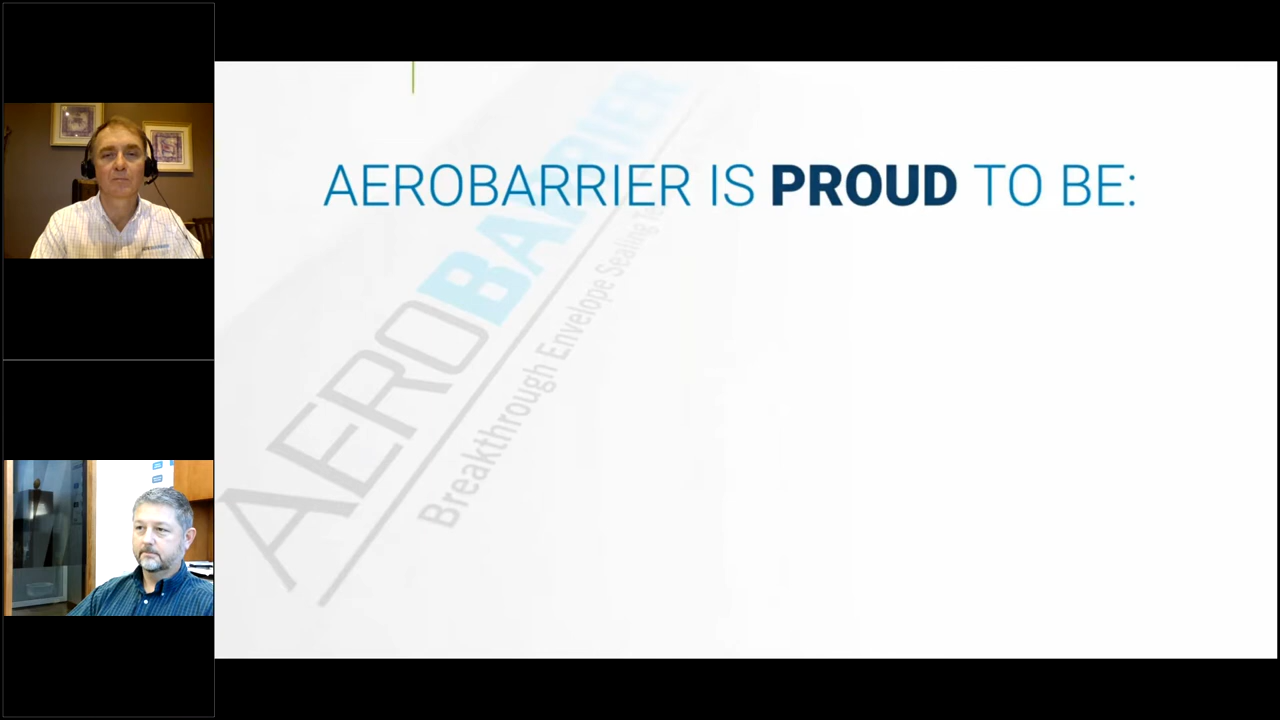 AEROBARRIER IS PROUD TO BE:
AEROBARRIER
Breakthrough Envelope Sealing